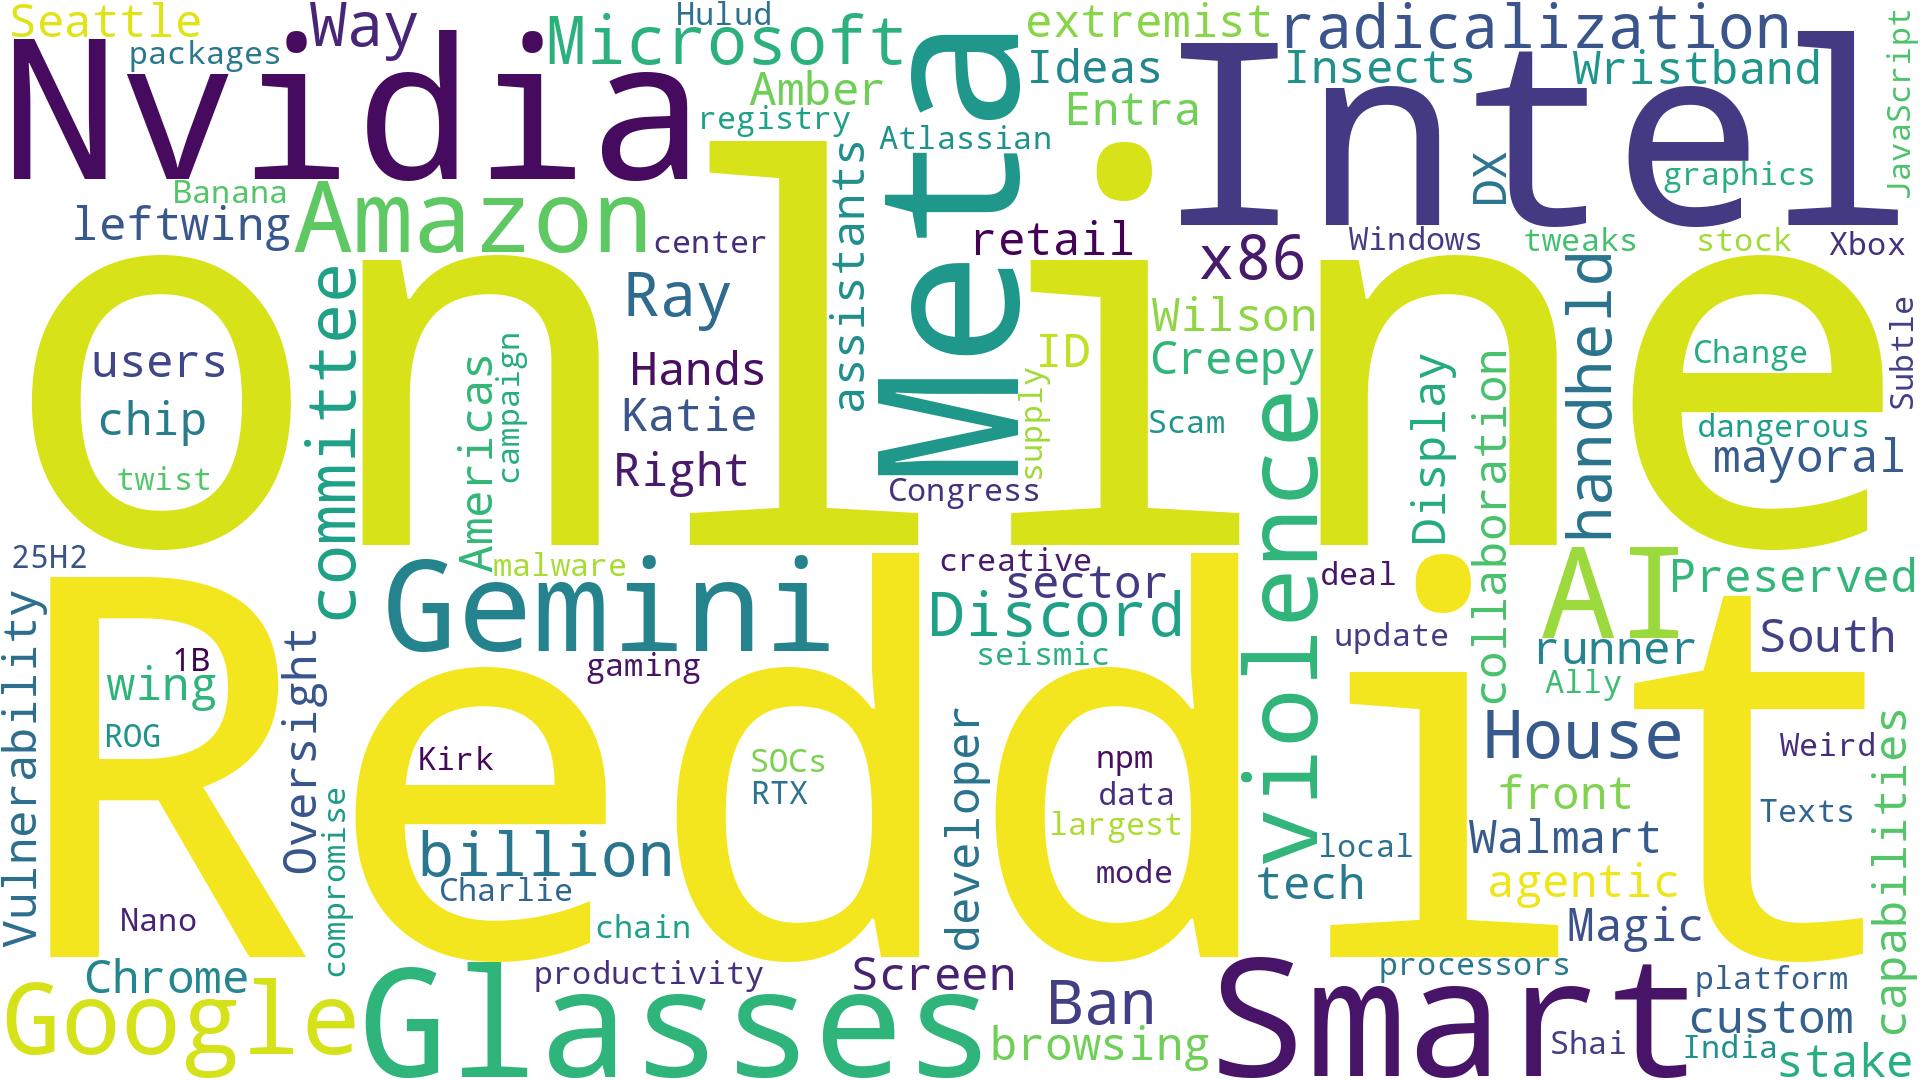 Seattle
Way
Hulud
packages
Microsoft
Nvidia
Amber
registry
Meta
Atlassian
extremist
radicalization
Ideas
Insects
Wristband
JavaScript
Entra
Intel
DX
graphics
Banana
leftwing
Amazon
center
assistants
retail
x86
Windows
tweaks
stock
Xbox
online
users
chip
twist
committee
Americas
campaign
Ray
Hands
Katie
Right
supply
ID
Wilson
Creepy
Scam
Congress
violence
Display
collaboration
handheld
Change
dangerous
mayoral
Subtle
25H2
malware
Gemini
creative
sector
Discord
seismic
deal
update
AI
Preserved
runner
South
Ally
Reddit
Vulnerability
1B
wing
ROG
Nano
Oversight
compromise
gaming
Kirk
billion
Charlie
chain
SOCs
RTX
developer
npm
data
largest
mode
House
front
Walmart
local
tech
agentic
Magic
Weird
Texts
capabilities
Chrome
Google
Glasses
productivity
Screen
Ban
browsing
Smart
processors
platform
custom
Shai
India
stake